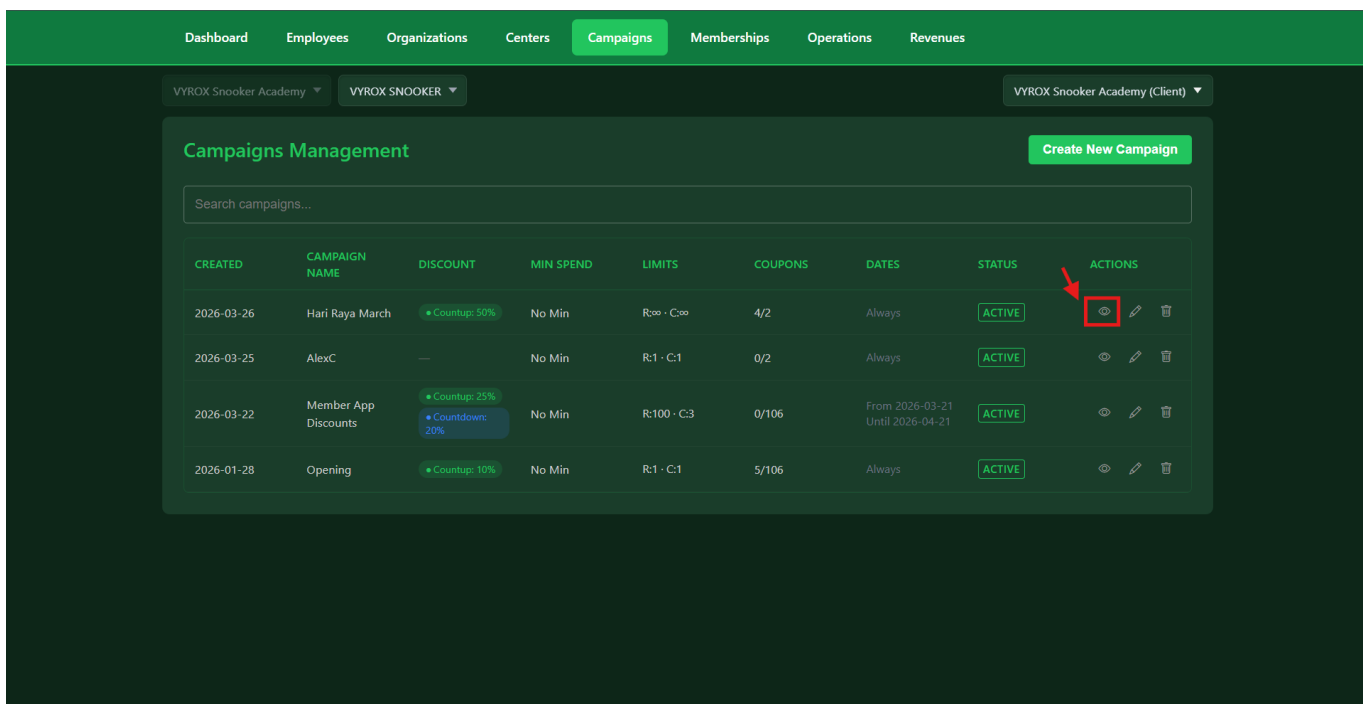 Dashboard Employees Organizations Centers Campaigns Memberships Operations Revenues
VYROX Snooker Academy ▼ VYROX SNOOKER ▼ VYROX Snooker Academy (Client) ▼
Campaigns Management
Create New Campaign
Search campaigns...
CREATED CAMPAIGN NAME DISCOUNT MIN SPEND LIMITS COUPONS DATES STATUS ACTIONS
2026-03-26 Hari Raya March • Countup: 50% No Min R:∞ · C:∞ 4/2 Always ACTIVE
2026-03-25 AlexC — No Min R:1 · C:1 0/2 Always ACTIVE
2026-03-22 Member App Discounts • Countup: 25% • Countdown: 20% No Min R:100 · C:3 0/106 From 2026-03-21 Until 2026-04-21 ACTIVE
2026-01-28 Opening • Countup: 10% No Min R:1 · C:1 5/106 Always ACTIVE